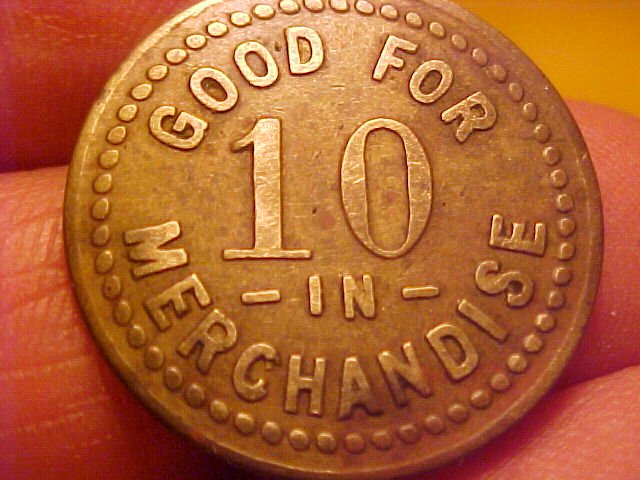 GOOD FOR
10
- IN -
MERCHANDISE